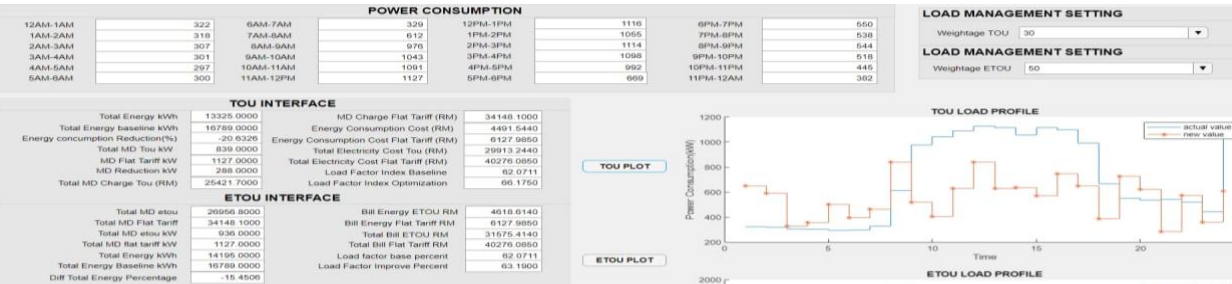 POWER CONSUMPTION
12AM-1AM 322 6AM-7AM 329 12PM-1PM 1116 6PM-7PM 550
1AM-2AM 318 7AM-8AM 612 1PM-2PM 1055 7PM-8PM 538
2AM-3AM 307 8AM-9AM 976 2PM-3PM 1114 8PM-9PM 544
3AM-4AM 301 9AM-10AM 1043 3PM-4PM 1098 9PM-10PM 518
4AM-5AM 297 10AM-11AM 1091 4PM-5PM 992 10PM-11PM 445
5AM-6AM 300 11AM-12PM 1127 5PM-6PM 669 11PM-12AM 382
LOAD MANAGEMENT SETTING
Weightage TOU 30
LOAD MANAGEMENT SETTING
Weightage ETOU 50
TOU INTERFACE
Total Energy kWh 13325.0000 MD Charge Flat Tariff (RM) 34148.1000
Total Energy baseline kWh 16789.0000 Energy Consumption Cost (RM) 4491.5440
Energy concumption Reduction(%) -20.6326 Energy Consumption Cost Flat Tariff (RM) 6127.9850
Total MD Tou kW 839.0000 Total Electricity Cost Tou (RM) 29913.2440
MD Flat Tariff kW 1127.0000 Total Electricity Cost Flat Tariff (RM) 40276.0850
MD Reduction kW 288.0000 Load Factor Index Baseline 62.0711
Total MD Charge Tou (RM) 25421.7000 Load Factor Index Optimization 66.1750
ETOU INTERFACE
Total MD etou 26956.8000 Bill Energy ETOU RM 4618.6140
Total MD Flat Tariff 34148.1000 Bill Energy Flat Tariff RM 6127.9850
Total MD etou kW 936.0000 Total Bill ETOU RM 31575.4140
Total MD flat tariff kW 1127.0000 Total Bill Flat Tariff RM 40276.0850
Total Energy kWh 14195.0000 Load factor base percent 62.0711
Total Energy Baseline kWh 16789.0000 Load Factor Improve Percent 63.1900
Diff Total Energy Percentage -15.4506
TOU PLOT
ETOU PLOT
TOU LOAD PROFILE
actual value
new value
Power Consumption(kW)
1200
1000
800
600
400
200
0 5 10 15 20
Time
ETOU LOAD PROFILE
2000